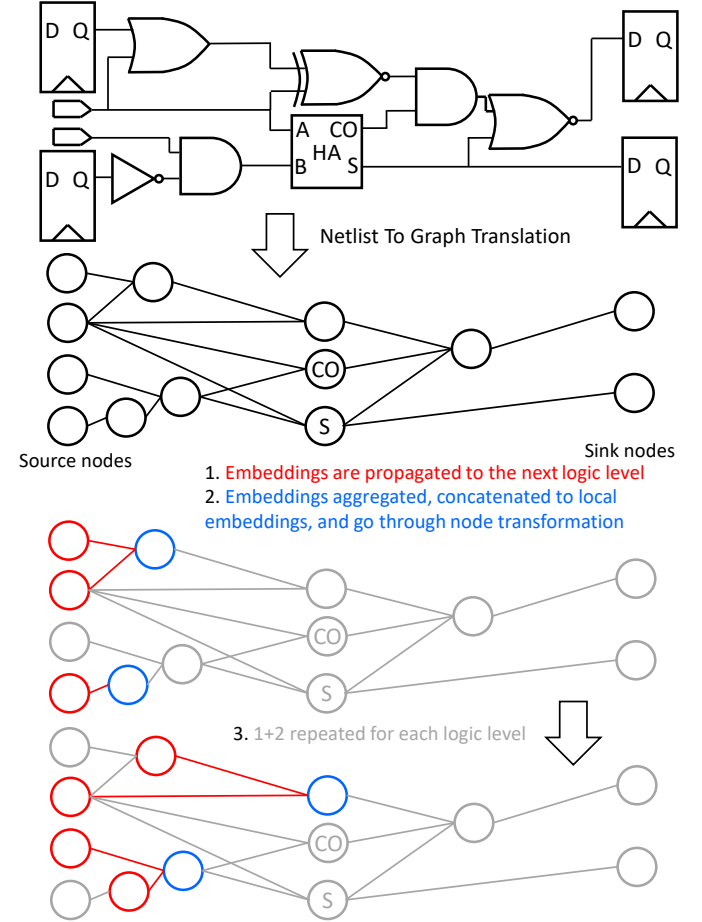 D Q
D Q
A CO
HA
B S
D Q
D Q
Netlist To Graph Translation
CO
S
Source nodes
Sink nodes
1. Embeddings are propagated to the next logic level
2. Embeddings aggregated, concatenated to local
embeddings, and go through node transformation
CO
S
3. 1+2 repeated for each logic level
CO
S